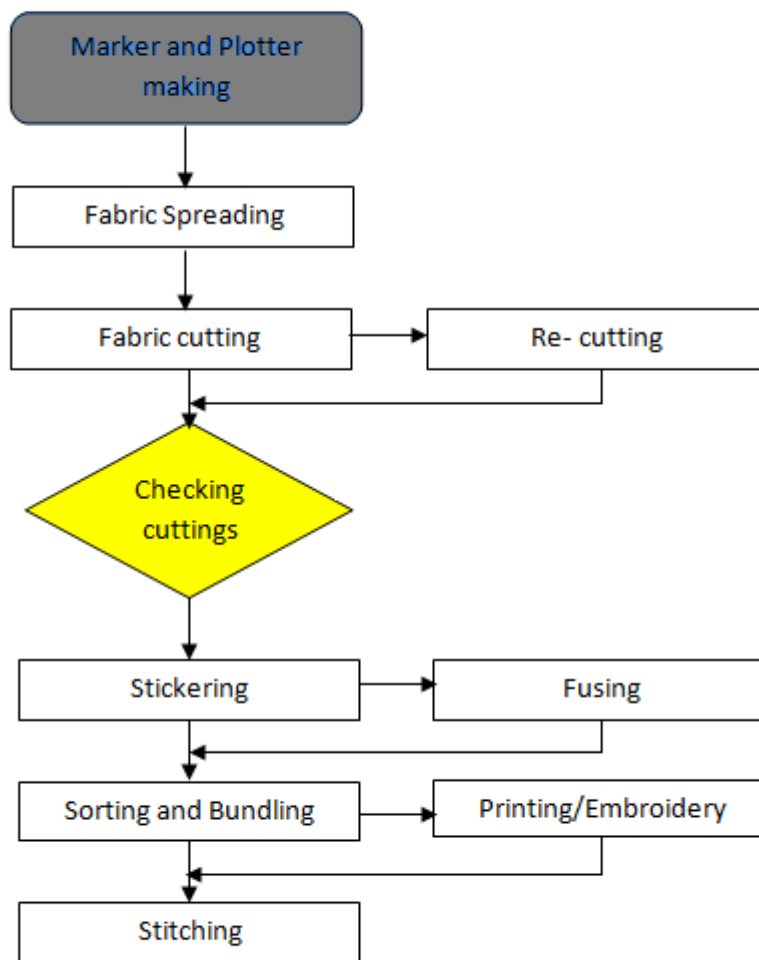 Marker and Plotter
making
Fabric Spreading
Fabric cutting
Re- cutting
Checking
cuttings
Stickering
Fusing
Sorting and Bundling
Printing/Embroidery
Stitching